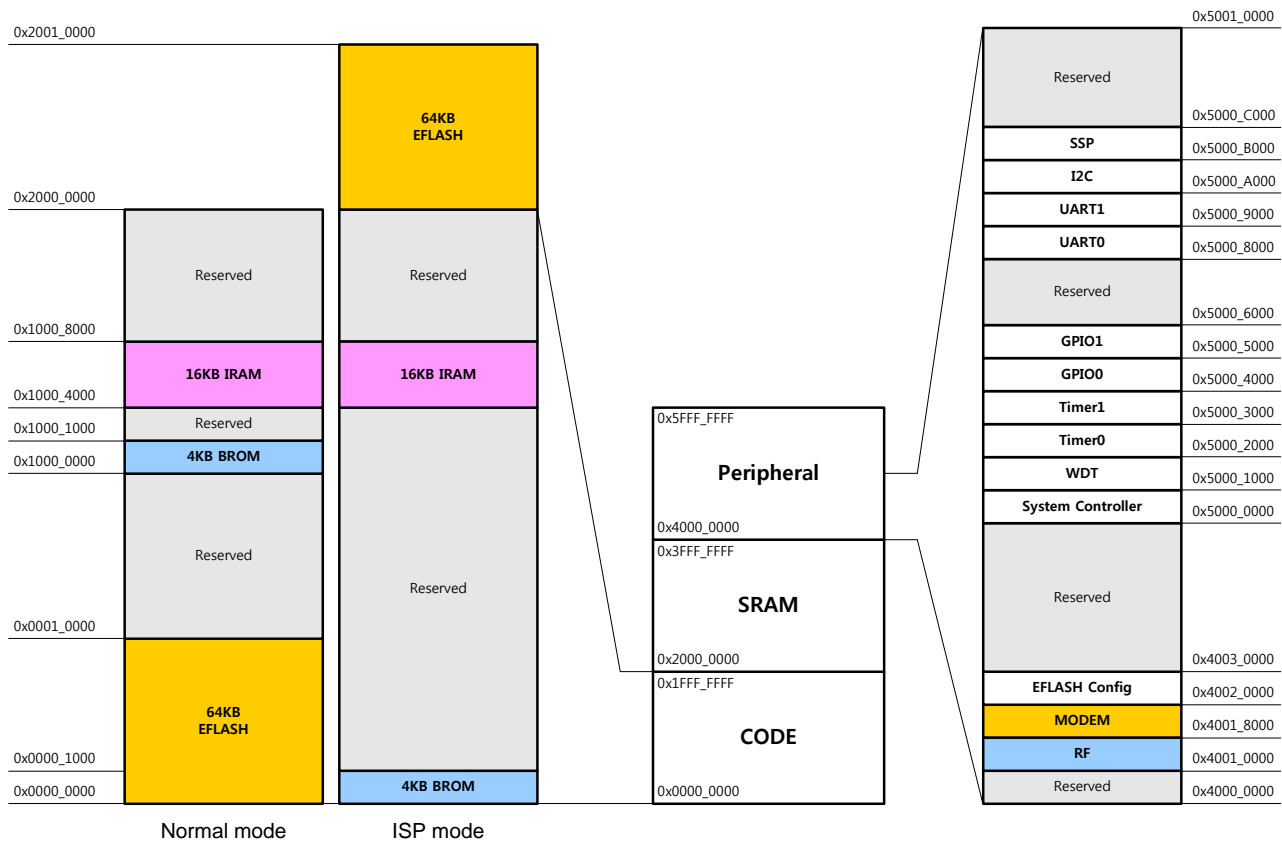 0x2001_0000
0x2000_0000
0x1000_8000
0x1000_4000
0x1000_1000
0x1000_0000
0x0001_0000
0x0000_1000
0x0000_0000
Reserved
16KB IRAM
Reserved
4KB BROM
Reserved
64KB
EFLASH
Normal mode
64KB
EFLASH
Reserved
16KB IRAM
Reserved
4KB BROM
ISP mode
0x5FFF_FFFF
Peripheral
0x4000_0000
0x3FFF_FFFF
SRAM
0x2000_0000
0x1FFF_FFFF
CODE
0x0000_0000
0x5001_0000
Reserved
0x5000_C000
SSP
0x5000_B000
I2C
0x5000_A000
UART1
0x5000_9000
UART0
0x5000_8000
Reserved
0x5000_6000
GPIO1
0x5000_5000
GPIO0
0x5000_4000
Timer1
0x5000_3000
Timer0
0x5000_2000
WDT
0x5000_1000
System Controller
0x5000_0000
Reserved
0x4003_0000
EFLASH Config
0x4002_0000
MODEM
0x4001_8000
RF
0x4001_0000
Reserved
0x4000_0000